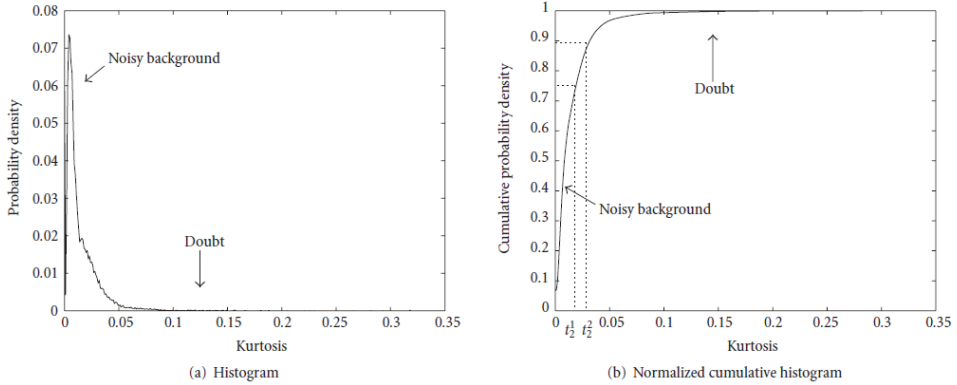 0.08
0.07
0.06
0.05
0.04
0.03
0.02
0.01
0
Probability density
Noisy background
Doubt
0 0.05 0.1 0.15 0.2 0.25 0.3 0.35
Kurtosis
(a) Histogram
1
0.9
0.8
0.7
0.6
0.5
0.4
0.3
0.2
0.1
0
Cumulative probability density
Doubt
Noisy background
0 t₂¹ t₂² 0.05 0.1 0.15 0.2 0.25 0.3 0.35
Kurtosis
(b) Normalized cumulative histogram